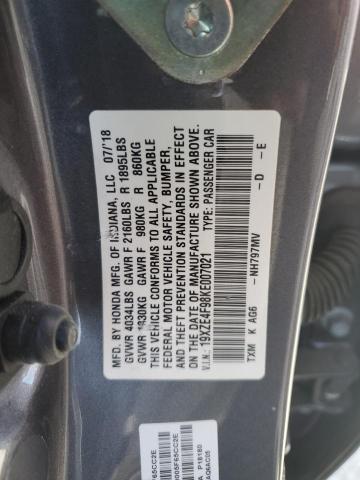 MFD. BY HONDA MFG. OF INDIANA, LLC 07/'18
GVWR 4034LBS GAWR F 2160LBS R 1895LBS
GVWR 1830KG GAWR F 980KG R 860KG
THIS VEHICLE CONFORMS TO ALL APPLICABLE
FEDERAL MOTOR VEHICLE SAFETY, BUMPER,
AND THEFT PREVENTION STANDARDS IN EFFECT
ON THE DATE OF MANUFACTURE SHOWN ABOVE.
V.I.N.: 19XZE4F98KE007021 TYPE: PASSENGER CAR
TXM K AG6 -NH797MV -D -E